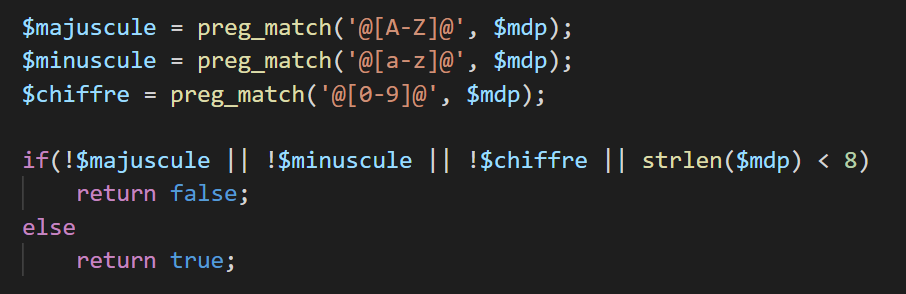 $majuscule = preg_match('@[A-Z]@', $mdp);
$minuscule = preg_match('@[a-z]@', $mdp);
$chiffre = preg_match('@[0-9]@', $mdp);
if(!$majuscule || !$minuscule || !$chiffre || strlen($mdp) < 8)
return false;
else
return true;